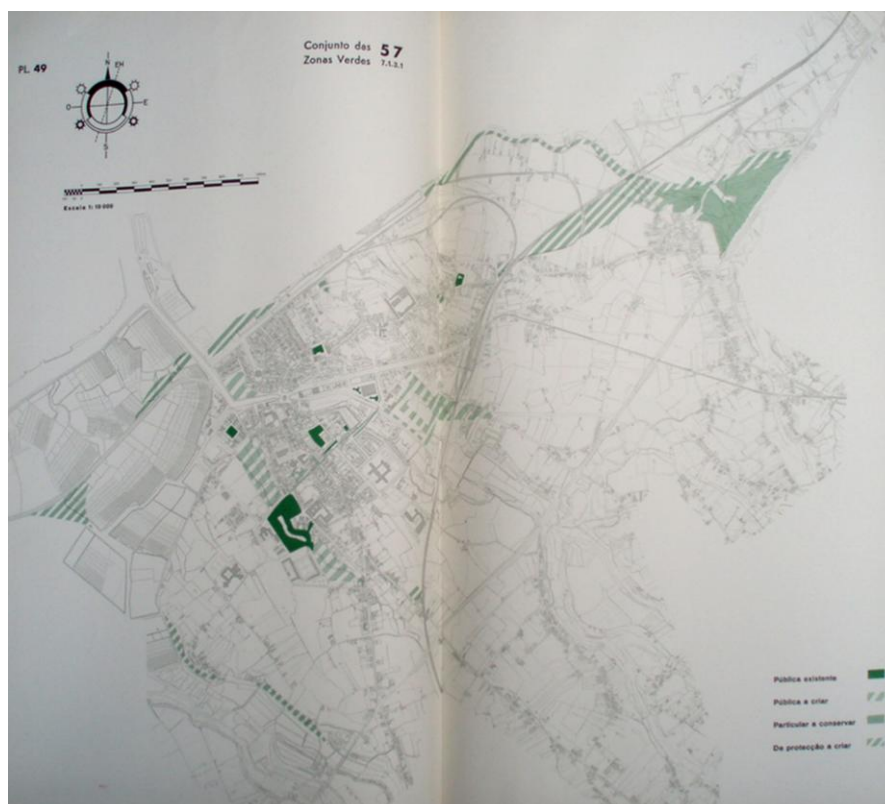 PL. 49
Conjunto das 57
Zonas Verdes 7.1.3.1
N
EH
O
E
S
Escala 1:10 000
Pública existente
Pública a criar
Particular a conservar
De protecção a criar